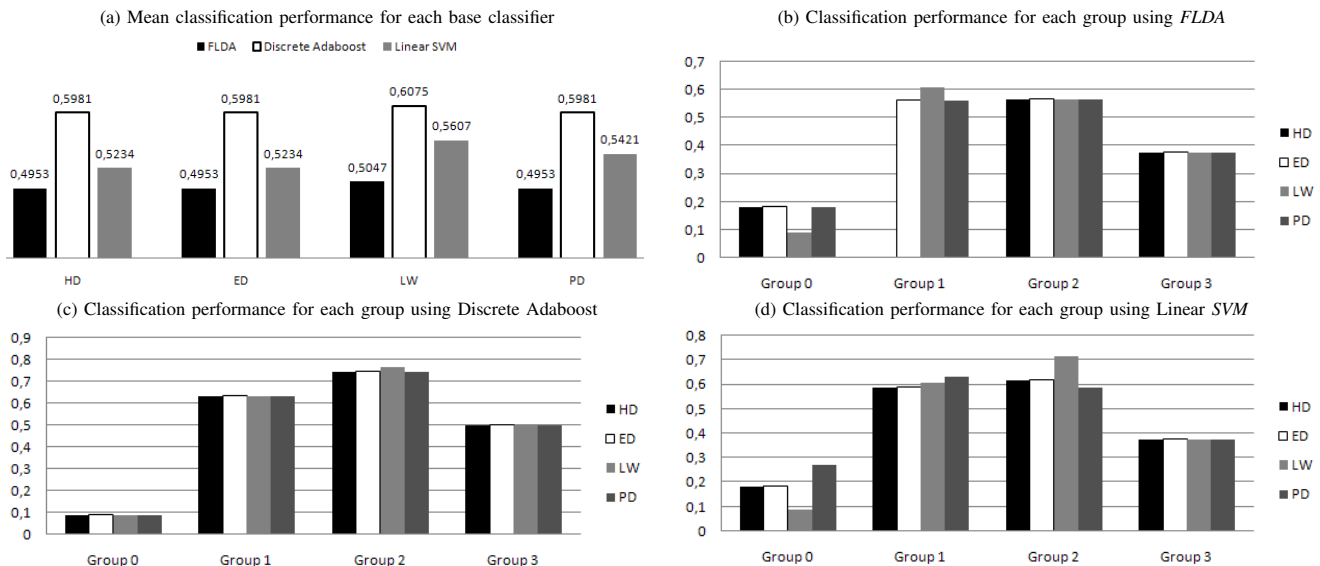 (a) Mean classification performance for each base classifier
FLDA Discrete Adaboost Linear SVM
0,4953 0,5981 0,5234 0,4953 0,5981 0,5234 0,5047 0,6075 0,5607 0,4953 0,5981 0,5421
HD ED LW PD
(b) Classification performance for each group using FLDA
0,7
0,6
0,5
0,4
0,3
0,2
0,1
0
Group 0 Group 1 Group 2 Group 3
HD
ED
LW
PD
(c) Classification performance for each group using Discrete Adaboost
0,9
0,8
0,7
0,6
0,5
0,4
0,3
0,2
0,1
0
Group 0 Group 1 Group 2 Group 3
HD
ED
LW
PD
(d) Classification performance for each group using Linear SVM
0,8
0,7
0,6
0,5
0,4
0,3
0,2
0,1
0
Group 0 Group 1 Group 2 Group 3
HD
ED
LW
PD